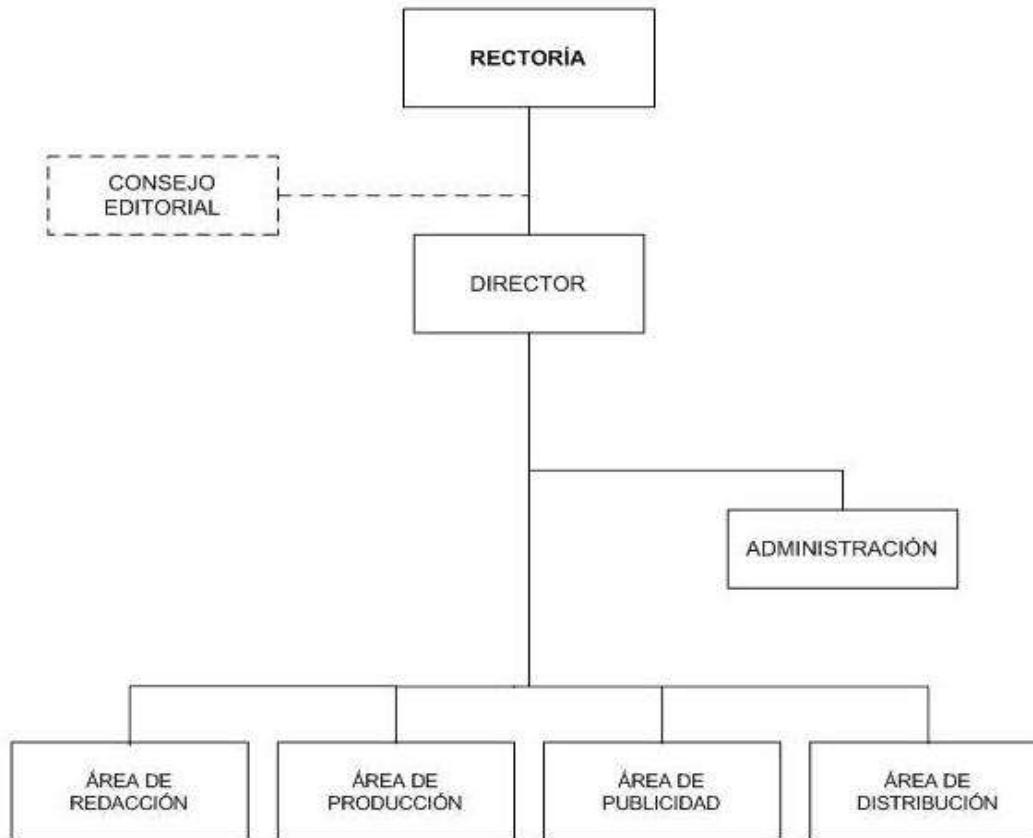 RECTORÍA
CONSEJO
EDITORIAL
DIRECTOR
ADMINISTRACIÓN
ÁREA DE
REDACCIÓN
ÁREA DE
PRODUCCIÓN
ÁREA DE
PUBLICIDAD
ÁREA DE
DISTRIBUCIÓN